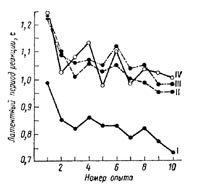 Латентный период реакции, с
1,2
1,1
1,0
0,9
0,8
0,7
IV
III
II
I
2
4
6
8
10
Номер опыта